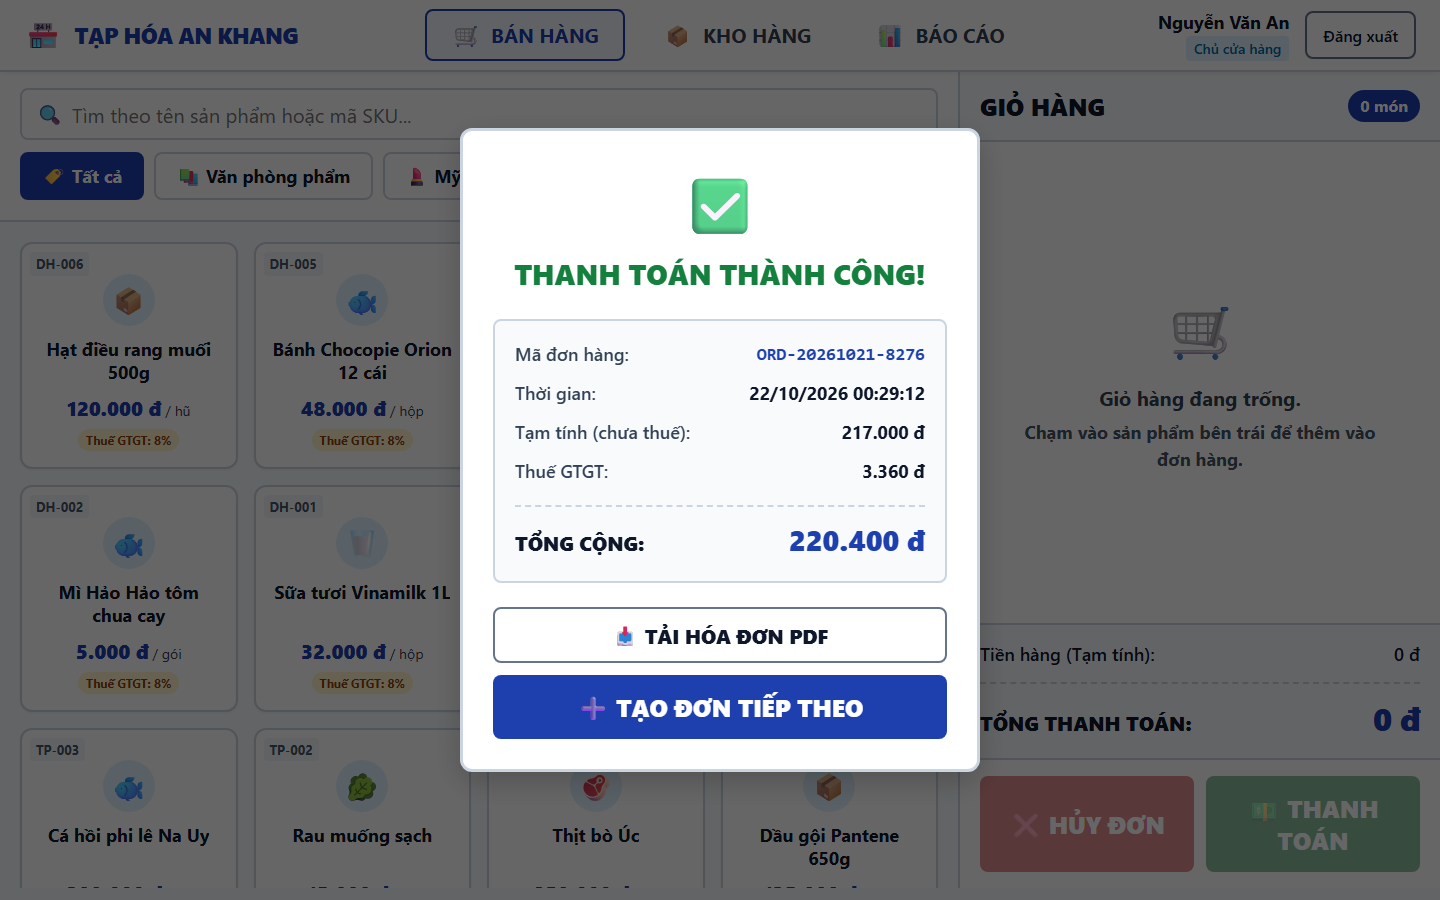 TẠP HÓA AN KHANG
BÁN HÀNG
KHO HÀNG
BÁO CÁO
Nguyễn Văn An
Chủ cửa hàng
Đăng xuất
Tìm theo tên sản phẩm hoặc mã SKU...
Tất cả
Văn phòng phẩm
Mỹ
GIỎ HÀNG
0 món
DH-006
Hạt điều rang muối
500g
120.000 đ / hũ
Thuế GTGT: 8%
DH-005
Bánh Chocopie Orion
12 cái
48.000 đ / hộp
Thuế GTGT: 8%
DH-002
Mì Hảo Hảo tôm
chua cay
5.000 đ / gói
Thuế GTGT: 8%
DH-001
Sữa tươi Vinamilk 1L
32.000 đ / hộp
Thuế GTGT: 8%
TP-003
Cá hồi phi lê Na Uy
TP-002
Rau muống sạch
Thịt bò Úc
Dầu gội Pantene
650g
THANH TOÁN THÀNH CÔNG!
Mã đơn hàng: ORD-20261021-8276
Thời gian: 22/10/2026 00:29:12
Tạm tính (chưa thuế): 217.000 đ
Thuế GTGT: 3.360 đ
TỔNG CỘNG: 220.400 đ
TẢI HÓA ĐƠN PDF
TẠO ĐƠN TIẾP THEO
Giỏ hàng đang trống.
Chạm vào sản phẩm bên trái để thêm vào
đơn hàng.
Tiền hàng (Tạm tính): 0 đ
TỔNG THANH TOÁN: 0 đ
HỦY ĐƠN
THANH
TOÁN